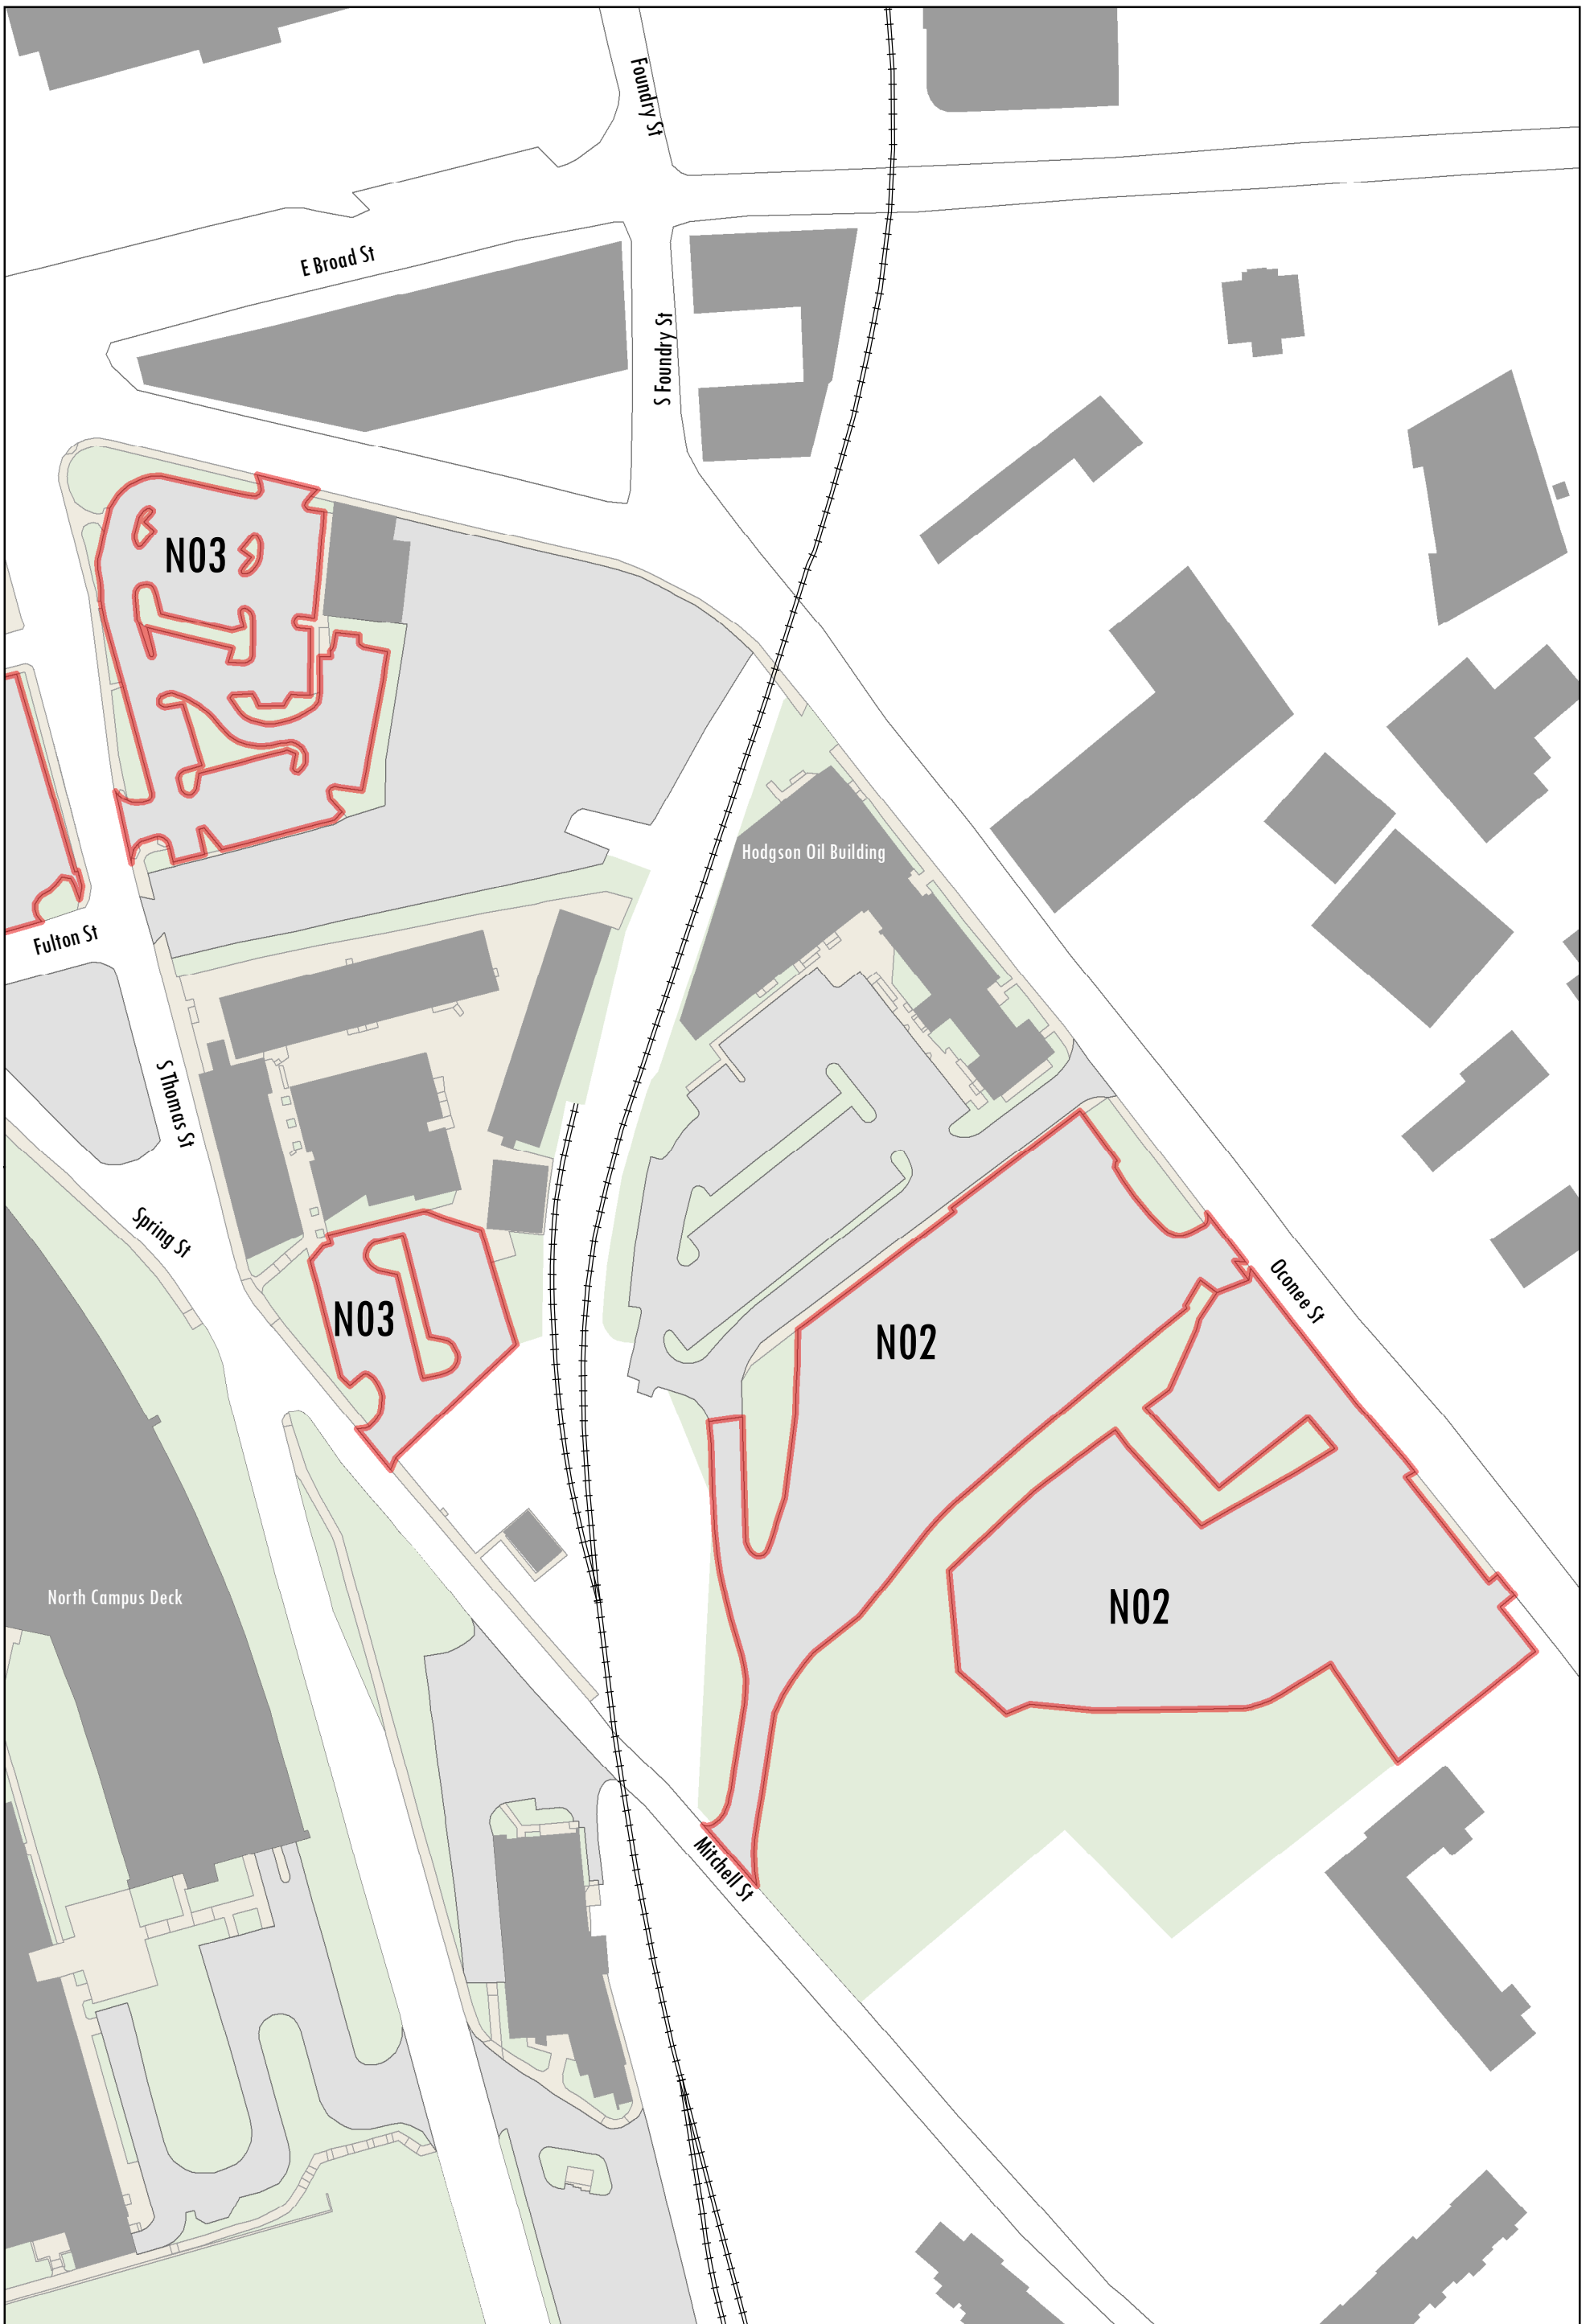 Foundry St
E Broad St
S Foundry St
N03
Hodgson Oil Building
Fulton St
S Thomas St
Spring St
Oconee St
N03
N02
North Campus Deck
N02
Mitchell St